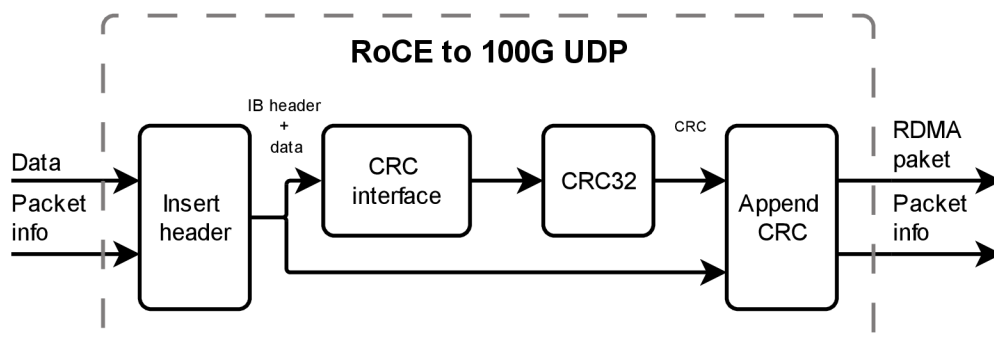 RoCE to 100G UDP
IB header
+
data
CRC
Data
Packet
info
Insert
header
CRC
interface
CRC32
Append
CRC
RDMA
paket
Packet
info